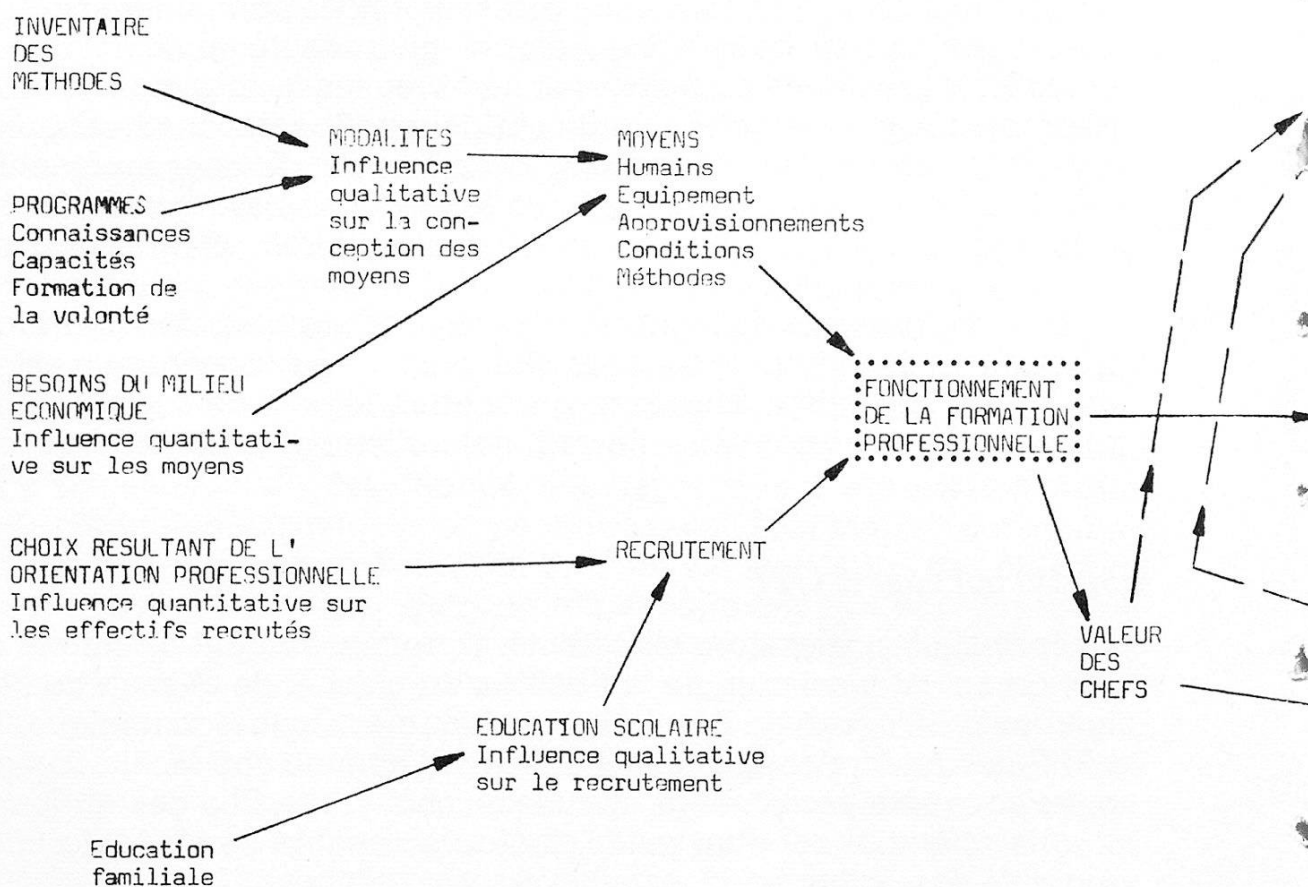 INVENTAIRE
DES
METHODES
MODALITES
Influence
qualitative
sur la con-
ception des
moyens
MOYENS
Humains
Equipement
Approvisionnements
Conditions
Méthodes
PROGRAMMES
Connaissances
Capacités
Formation de
la volonté
BESOINS DU MILIEU
ECONOMIQUE
Influence quantitati-
ve sur les moyens
FONCTIONNEMENT
DE LA FORMATION
PROFESSIONNELLE
CHOIX RESULTANT DE L'
ORIENTATION PROFESSIONNELLE
Influence quantitative sur
les effectifs recrutés
RECRUTEMENT
VALEUR
DES
CHEFS
EDUCATION SCOLAIRE
Influence qualitative
sur le recrutement
Education
familiale